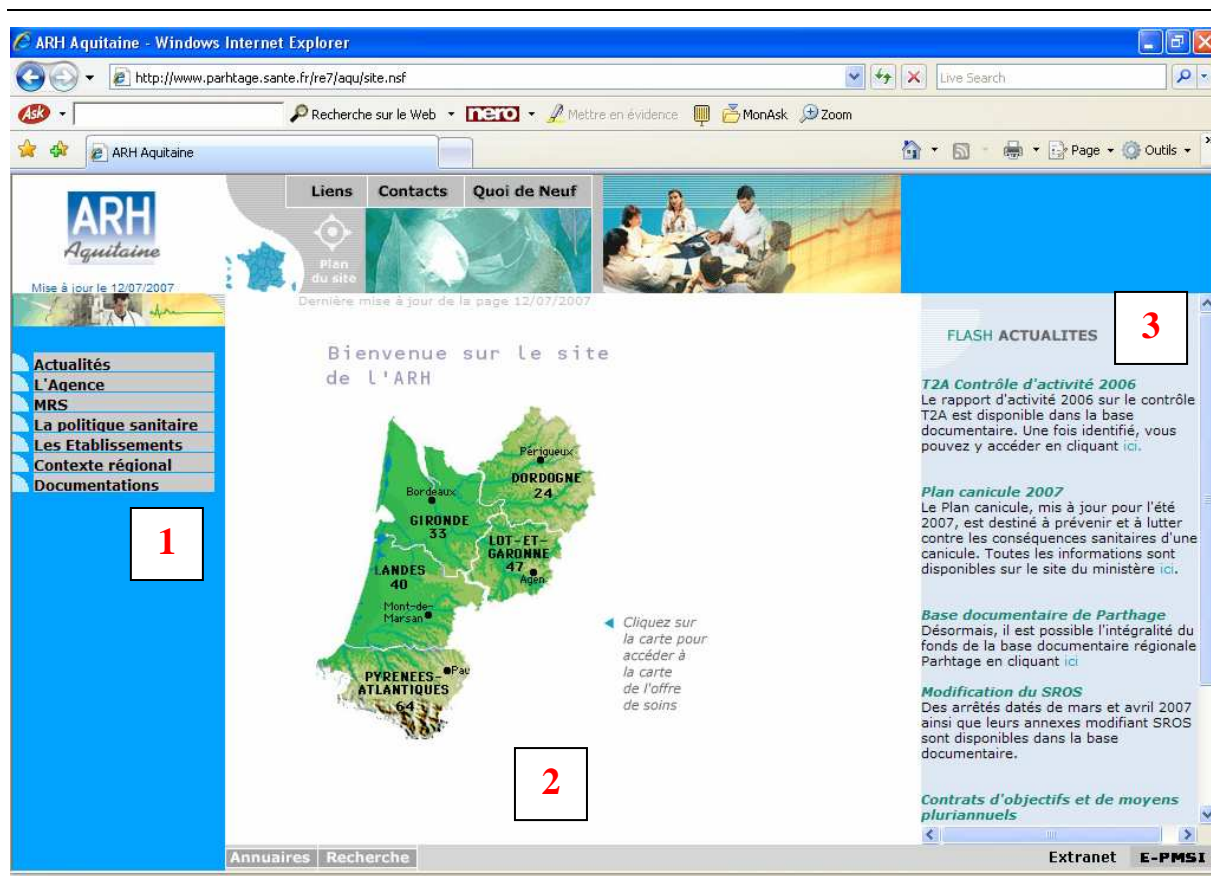 ARH Aquitaine - Windows Internet Explorer
http://www.parhtage.sante.fr/re7/aqu/site.nsf
Live Search
Ask
Recherche sur le Web
nero
Mettre en évidence
MonAsk
Zoom
ARH Aquitaine
Page
Outils
ARH
Aquitaine
Mise à jour le 12/07/2007
Liens
Contacts
Quoi de Neuf
Plan
du site
Dernière mise à jour de la page 12/07/2007
Actualités
L'Agence
MRS
La politique sanitaire
Les Etablissements
Contexte régional
Documentations
1
Bienvenue sur le site
de l'ARH
Périgueux
DORDOGNE
24
Bordeaux
GIRONDE
33
LOT-ET-
GARONNE
47
Agen
LANDES
40
Mont-de-
Marsan
Pau
PYRENEES-
ATLANTIQUES
64
Cliquez sur
la carte pour
accéder à
la carte
de l'offre
de soins
2
FLASH ACTUALITES
3
T2A Contrôle d'activité 2006
Le rapport d'activité 2006 sur le contrôle
T2A est disponible dans la base
documentaire. Une fois identifié, vous
pouvez y accéder en cliquant ici.
Plan canicule 2007
Le Plan canicule, mis à jour pour l'été
2007, est destiné à prévenir et à lutter
contre les conséquences sanitaires d'une
canicule. Toutes les informations sont
disponibles sur le site du ministère ici.
Base documentaire de Parthage
Désormais, il est possible l'intégralité du
fonds de la base documentaire régionale
Parhtage en cliquant ici
Modification du SROS
Des arrêtés datés de mars et avril 2007
ainsi que leurs annexes modifiant SROS
sont disponibles dans la base
documentaire.
Contrats d'objectifs et de moyens
pluriannuels
Annuaires
Recherche
Extranet
E-PMSI